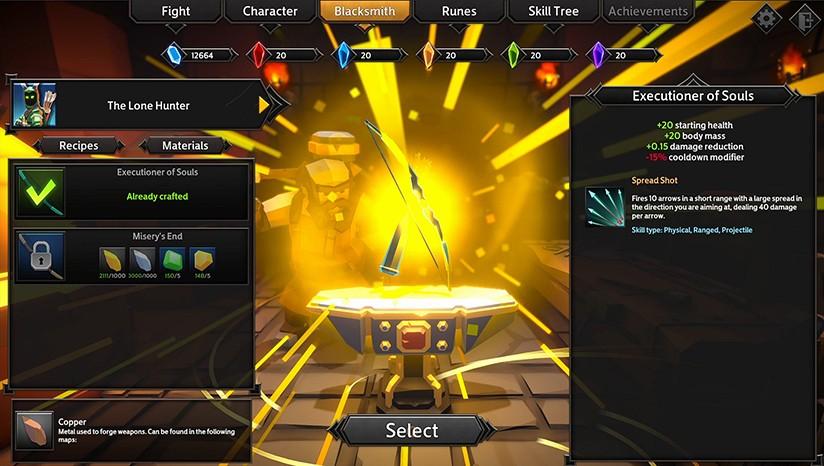 Fight Character Blacksmith Runes Skill Tree Achievements
12664 20 20 20 20 20
The Lone Hunter
Recipes Materials
Executioner of Souls
Already crafted
Misery's End
2111/1000 3000/1000 150/5 148/5
Copper
Metal used to forge weapons. Can be found in the following
maps:
Select
Executioner of Souls
+20 starting health
+20 body mass
+0.15 damage reduction
-15% cooldown modifier
Spread Shot
Fires 10 arrows in a short range with a large spread in
the direction you are aiming at, dealing 40 damage
per arrow.
Skill type: Physical, Ranged, Projectile